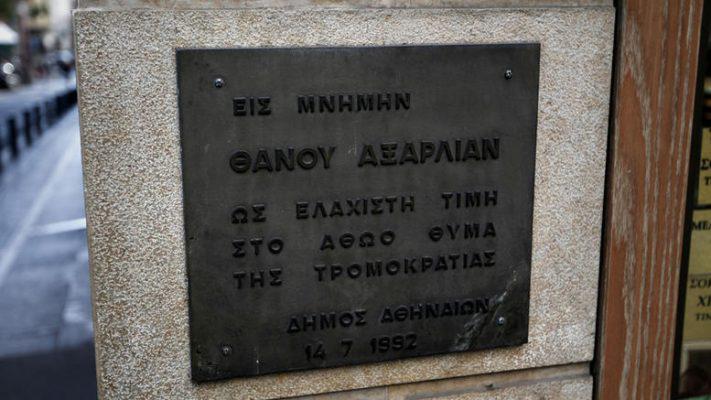 ΕΙΣ ΜΝΗΜΗΝ
ΘΑΝΟΥ ΑΞΑΡΛΙΑΝ
ΩΣ ΕΛΑΧΙΣΤΗ ΤΙΜΗ
ΣΤΟ ΑΘΩΟ ΘΥΜΑ
ΤΗΣ ΤΡΟΜΟΚΡΑΤΙΑΣ
ΔΗΜΟΣ ΑΘΗΝΑΙΩΝ
14 7 1992